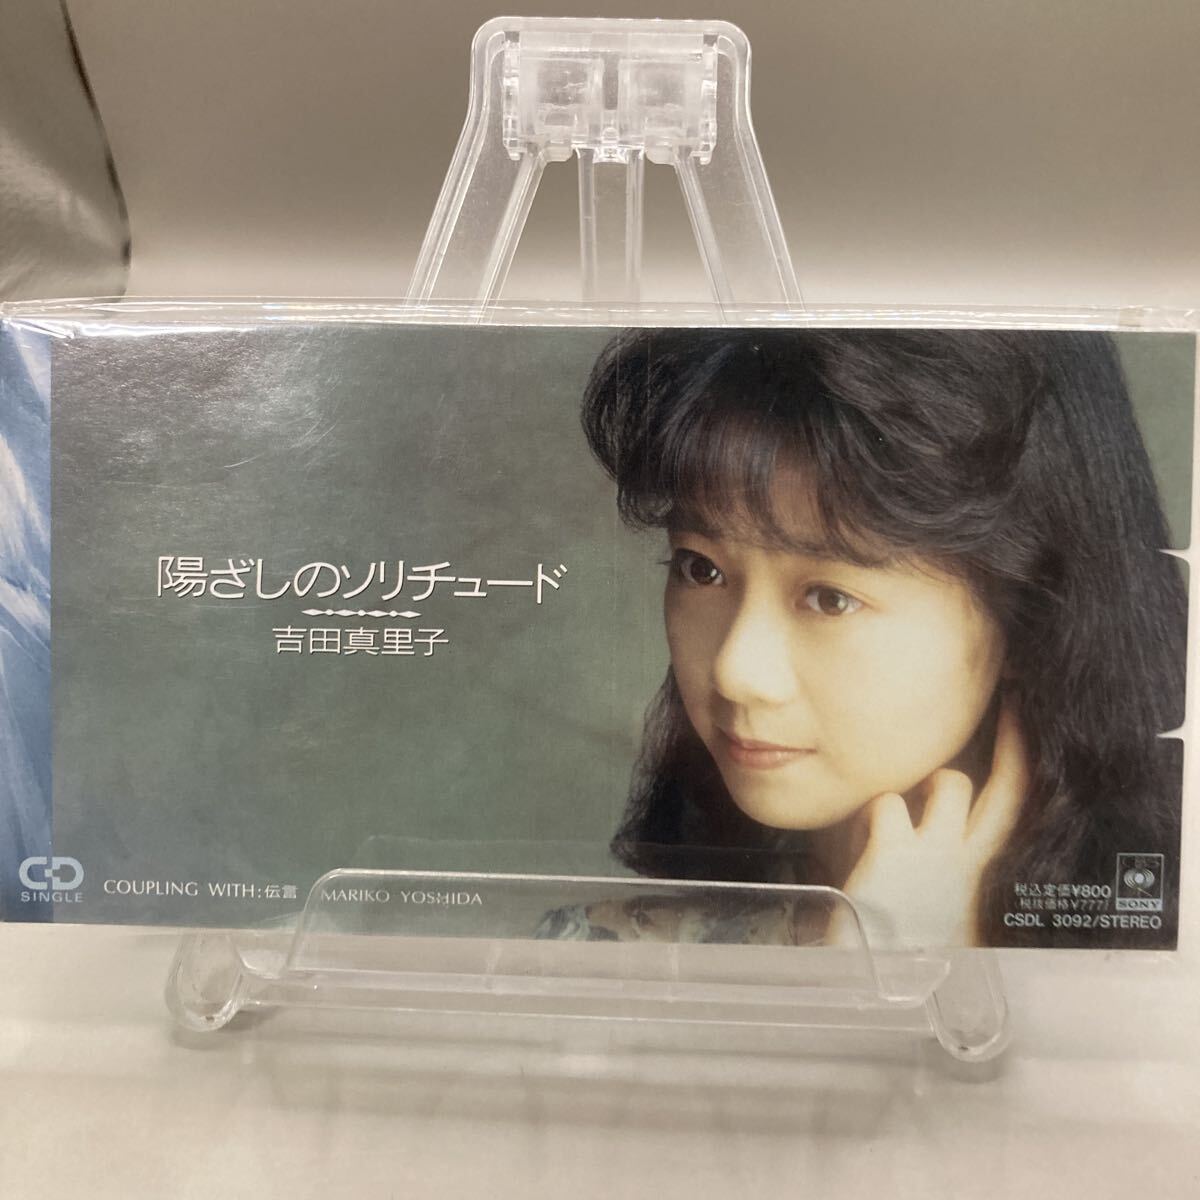 陽ざしのソリチュード
吉田真里子
CD
SINGLE
COUPLING WITH:伝言 MARIKO YOSHIDA
税込定価¥800
(税抜価格¥777)
CSDL 3092/STEREO
CBS
SONY